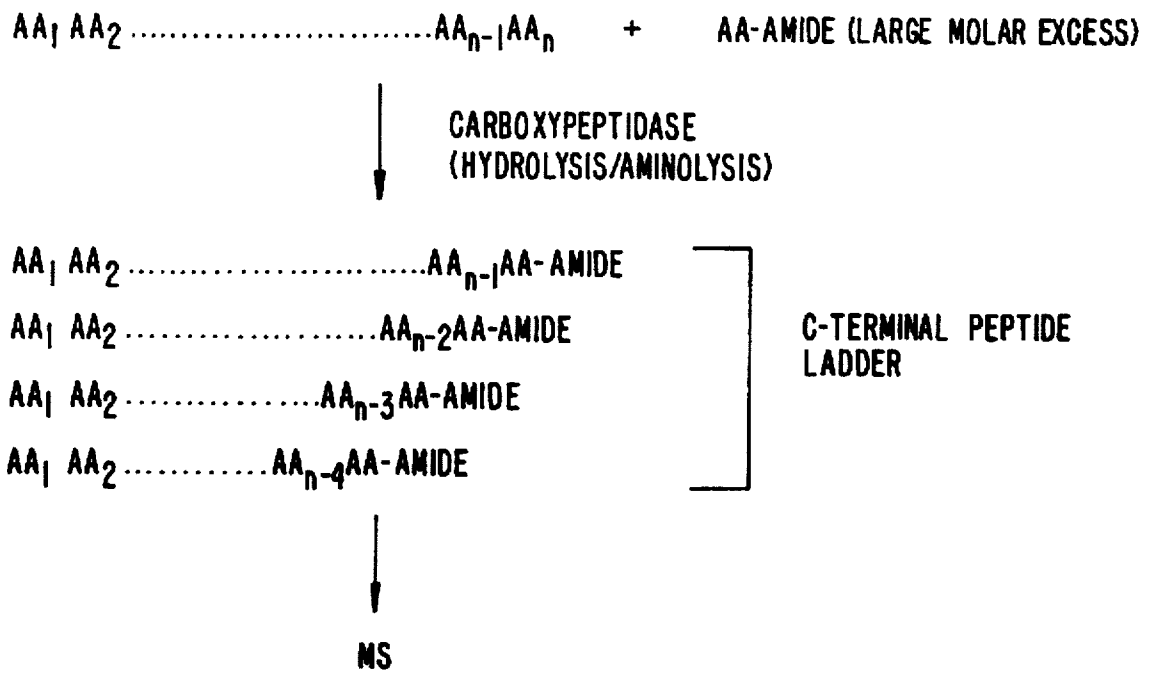 AA₁ AA₂ ............................AAₙ₋₁AAₙ + AA-AMIDE (LARGE MOLAR EXCESS)
CARBOXYPEPTIDASE
(HYDROLYSIS/AMINOLYSIS)
AA₁ AA₂ ............................AAₙ₋₁AA-AMIDE
AA₁ AA₂ .......................AAₙ₋₂AA-AMIDE
AA₁ AA₂ .................AAₙ₋₃AA-AMIDE
AA₁ AA₂ ............AAₙ₋₄AA-AMIDE
C-TERMINAL PEPTIDE
LADDER
MS